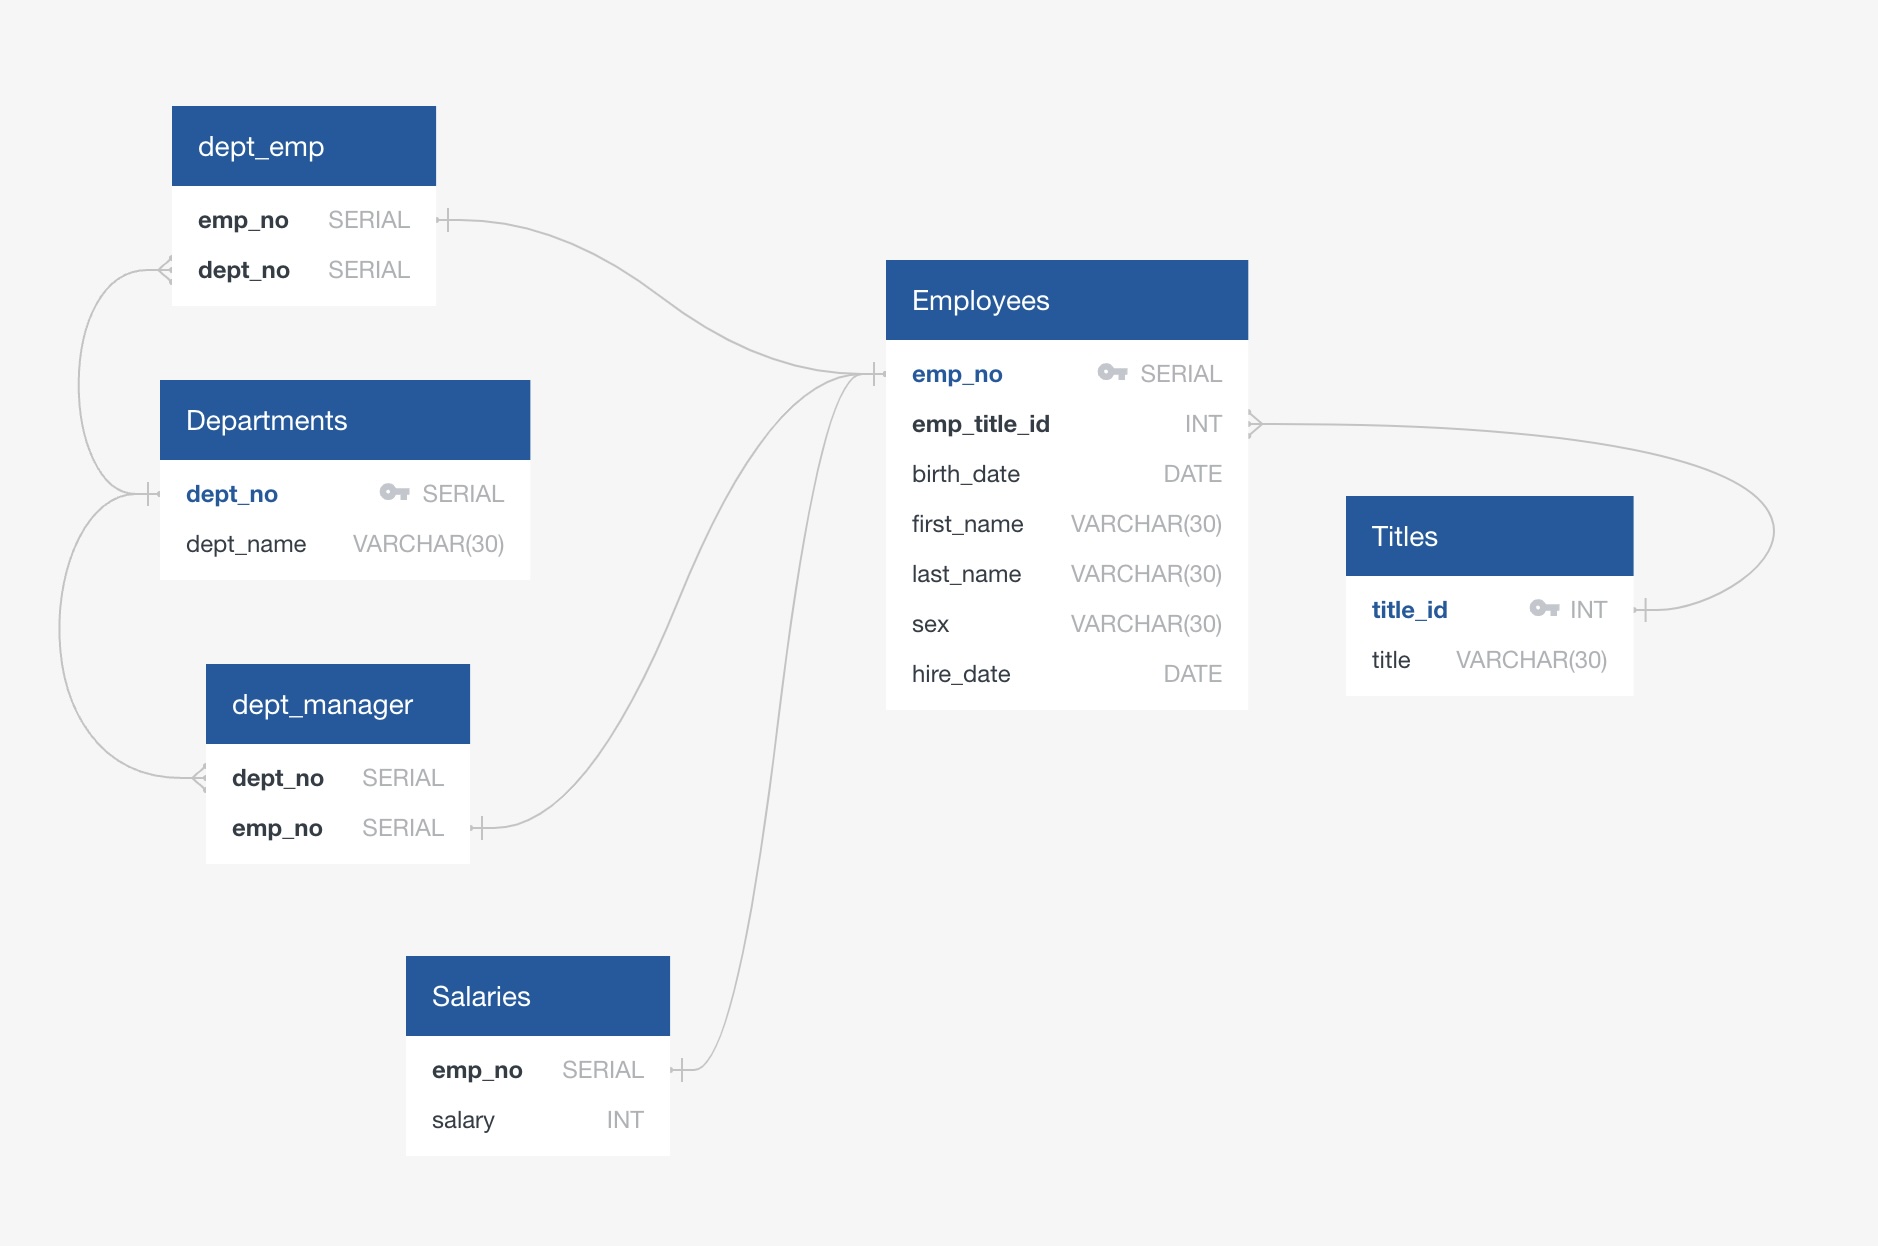 dept_emp
emp_no SERIAL
dept_no SERIAL
Departments
dept_no SERIAL
dept_name VARCHAR(30)
dept_manager
dept_no SERIAL
emp_no SERIAL
Salaries
emp_no SERIAL
salary INT
Employees
emp_no SERIAL
emp_title_id INT
birth_date DATE
first_name VARCHAR(30)
last_name VARCHAR(30)
sex VARCHAR(30)
hire_date DATE
Titles
title_id INT
title VARCHAR(30)